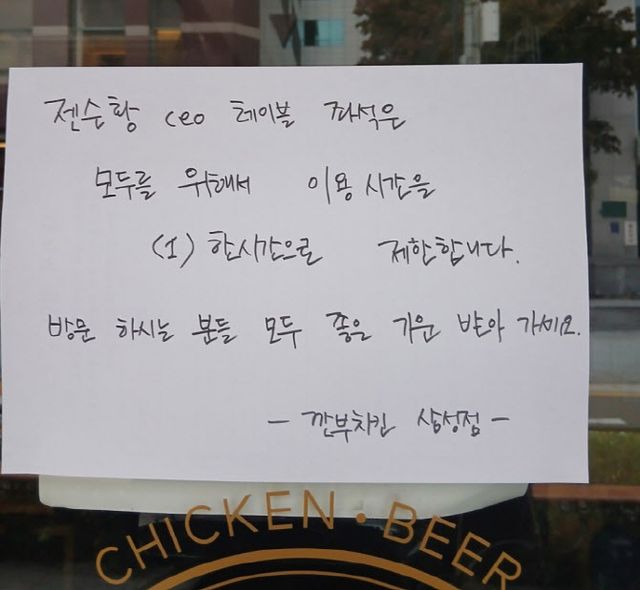 젠슨황 ceo 테이블 좌석은
모두를 위해서 이용 시간을
(1) 한시간으로 제한합니다.
방문 하시는 분들 모두 좋은 기운 받아 가세요.
- 깐부치킨 삼성점 -
CHICKEN • BEER